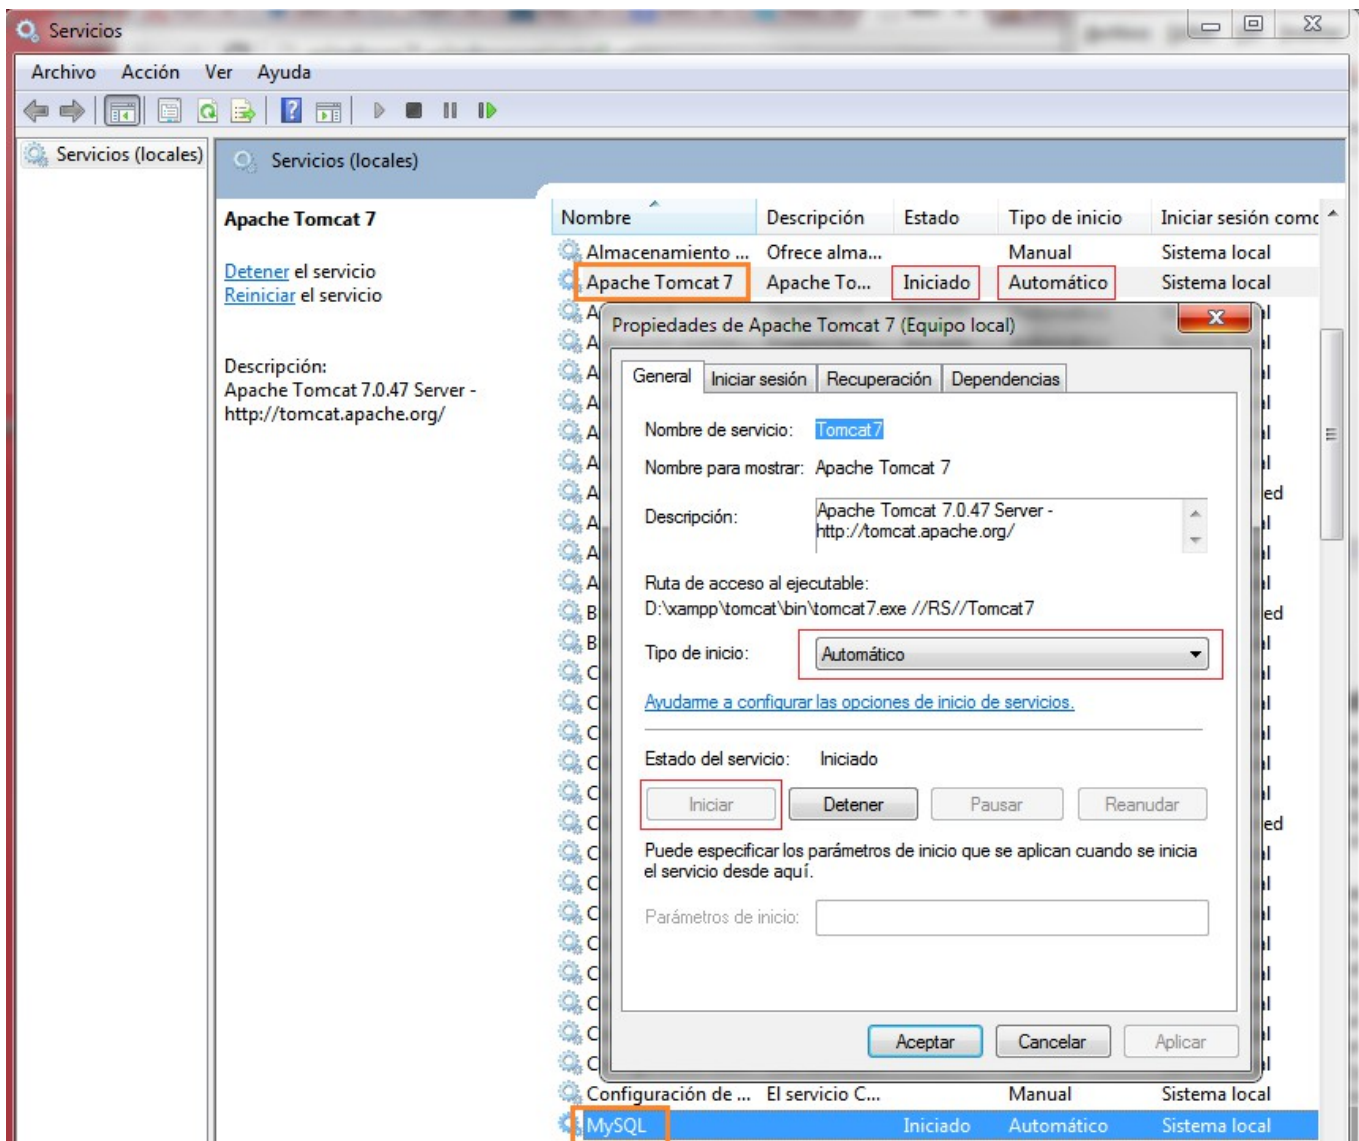 Servicios
Archivo Acción Ver Ayuda
Servicios (locales)
Servicios (locales)
Apache Tomcat 7
Detener el servicio
Reiniciar el servicio
Descripción:
Apache Tomcat 7.0.47 Server -
http://tomcat.apache.org/
Nombre Descripción Estado Tipo de inicio Iniciar sesión como
Almacenamiento ... Ofrece alma... Manual Sistema local
Apache Tomcat 7 Apache To... Iniciado Automático Sistema local
Propiedades de Apache Tomcat 7 (Equipo local)
General Iniciar sesión Recuperación Dependencias
Nombre de servicio: Tomcat7
Nombre para mostrar: Apache Tomcat 7
Descripción: Apache Tomcat 7.0.47 Server -
http://tomcat.apache.org/
Ruta de acceso al ejecutable:
D:\xampp\tomcat\bin\tomcat7.exe //RS//Tomcat7
Tipo de inicio: Automático
Ayudarme a configurar las opciones de inicio de servicios.
Estado del servicio: Iniciado
Iniciar Detener Pausar Reanudar
Puede especificar los parámetros de inicio que se aplican cuando se inicia
el servicio desde aquí.
Parámetros de inicio:
Aceptar Cancelar Aplicar
Configuración de ... El servicio C... Manual Sistema local
MySQL Iniciado Automático Sistema local